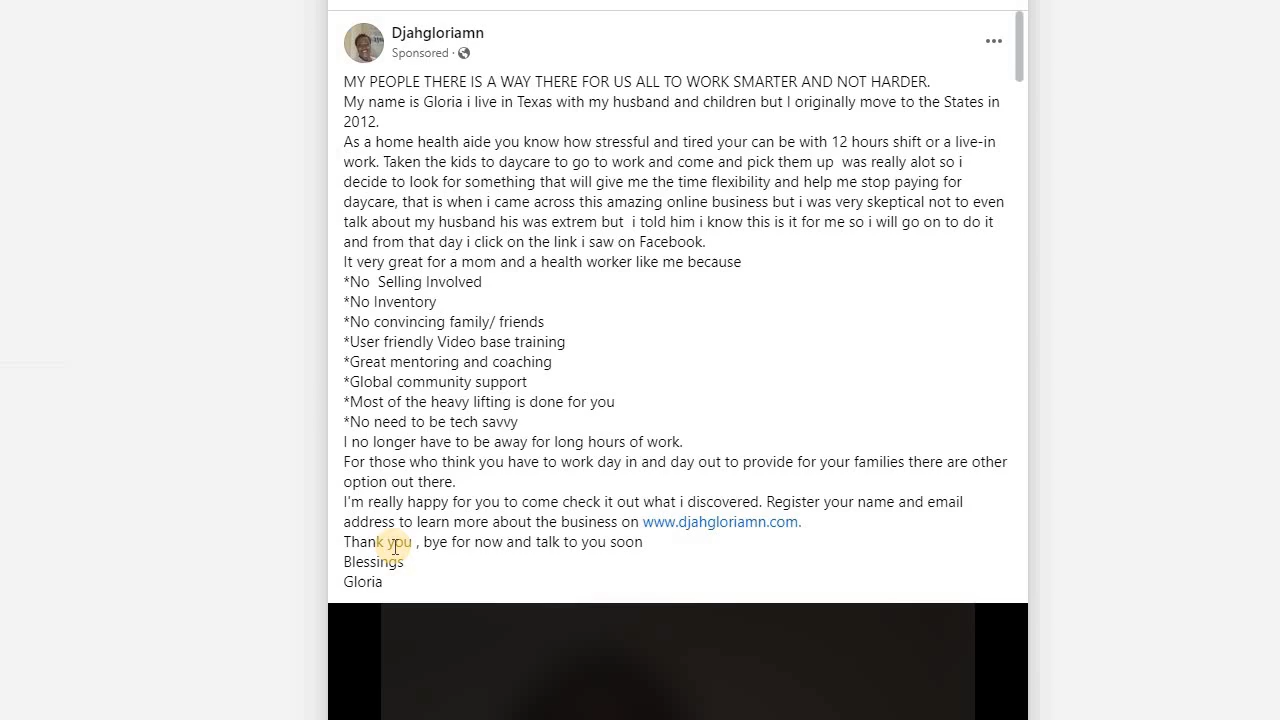 Djahgloriamn
Sponsored ·
MY PEOPLE THERE IS A WAY THERE FOR US ALL TO WORK SMARTER AND NOT HARDER.
My name is Gloria i live in Texas with my husband and children but I originally move to the States in
2012.
As a home health aide you know how stressful and tired your can be with 12 hours shift or a live-in
work. Taken the kids to daycare to go to work and come and pick them up  was really alot so i
decide to look for something that will give me the time flexibility and help me stop paying for
daycare, that is when i came across this amazing online business but i was very skeptical not to even
talk about my husband his was extrem but  i told him i know this is it for me so i will go on to do it
and from that day i click on the link i saw on Facebook.
It very great for a mom and a health worker like me because
*No  Selling Involved
*No Inventory
*No convincing family/ friends
*User friendly Video base training
*Great mentoring and coaching
*Global community support
*Most of the heavy lifting is done for you
*No need to be tech savvy
I no longer have to be away for long hours of work.
For those who think you have to work day in and day out to provide for your families there are other
option out there.
I'm really happy for you to come check it out what i discovered. Register your name and email
address to learn more about the business on www.djahgloriamn.com.
Thank you , bye for now and talk to you soon
Blessings
Gloria